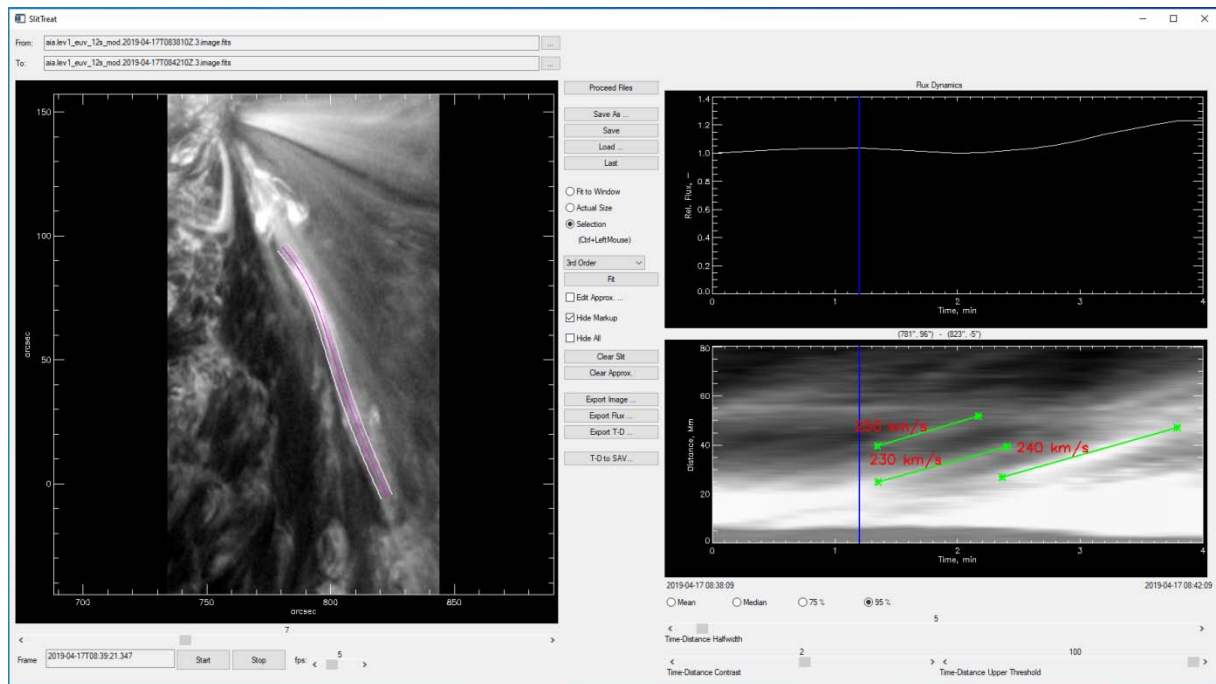 SlitTreat
From: aia.lev1_euv_12s_mod.2019-04-17T083810Z.3.image.fits ...
To: aia.lev1_euv_12s_mod.2019-04-17T084210Z.3.image.fits ...
150
100
50
0
arcsec
700 750 800 850
arcsec
7
Frame 2019-04-17T08:39:21.347 Start Stop fps: 5
Proceed Files
Save As ...
Save
Load ...
Last
Fit to Window
Actual Size
Selection
(Ctrl+LeftMouse)
3rd Order
Fit
Edit Approx. ...
Hide Markup
Hide All
Clear Slit
Clear Approx.
Export Image ...
Export Flux ...
Export T-D ...
T-D to SAV...
Flux Dynamics
1.4
1.2
1.0
0.8
0.6
0.4
0.2
0.0
Rel. Flux, –
0 1 2 3 4
Time, min
(781", 96") - (823", -5")
80
60
40
20
0
Distance, Mm
250 km/s
230 km/s
240 km/s
0 1 2 3 4
Time, min
2019-04-17 08:38:09 2019-04-17 08:42:09
Mean Median 75 % 95 %
5
Time-Distance Halfwidth
2 100
Time-Distance Contrast Time-Distance Upper Threshold